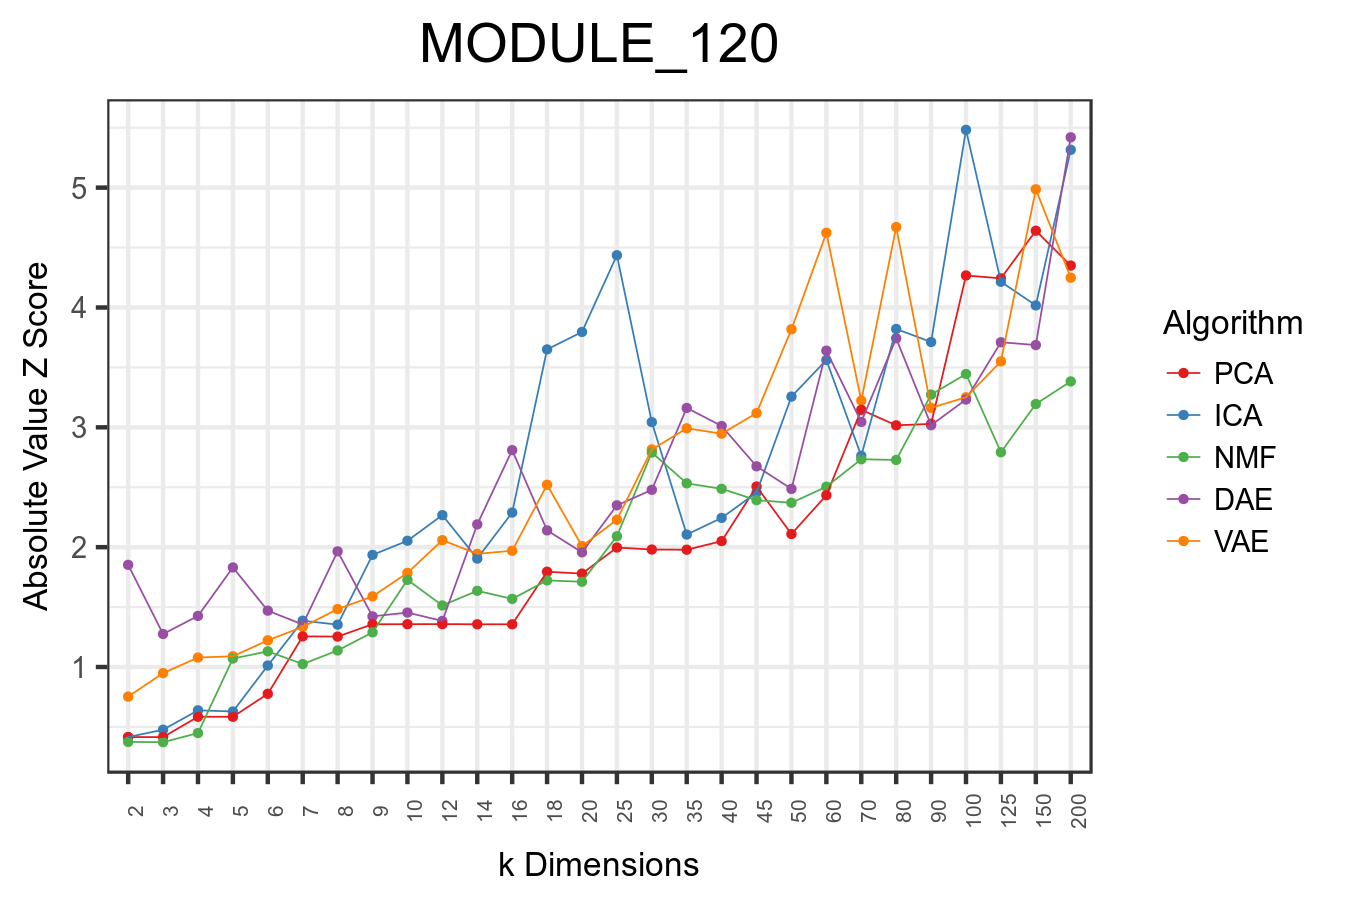 MODULE_120
Absolute Value Z Score
5
4
3
2
1
2 3 4 5 6 7 8 9 10 12 14 16 18 20 25 30 35 40 45 50 60 70 80 90 100 125 150 200
k Dimensions
Algorithm
PCA
ICA
NMF
DAE
VAE